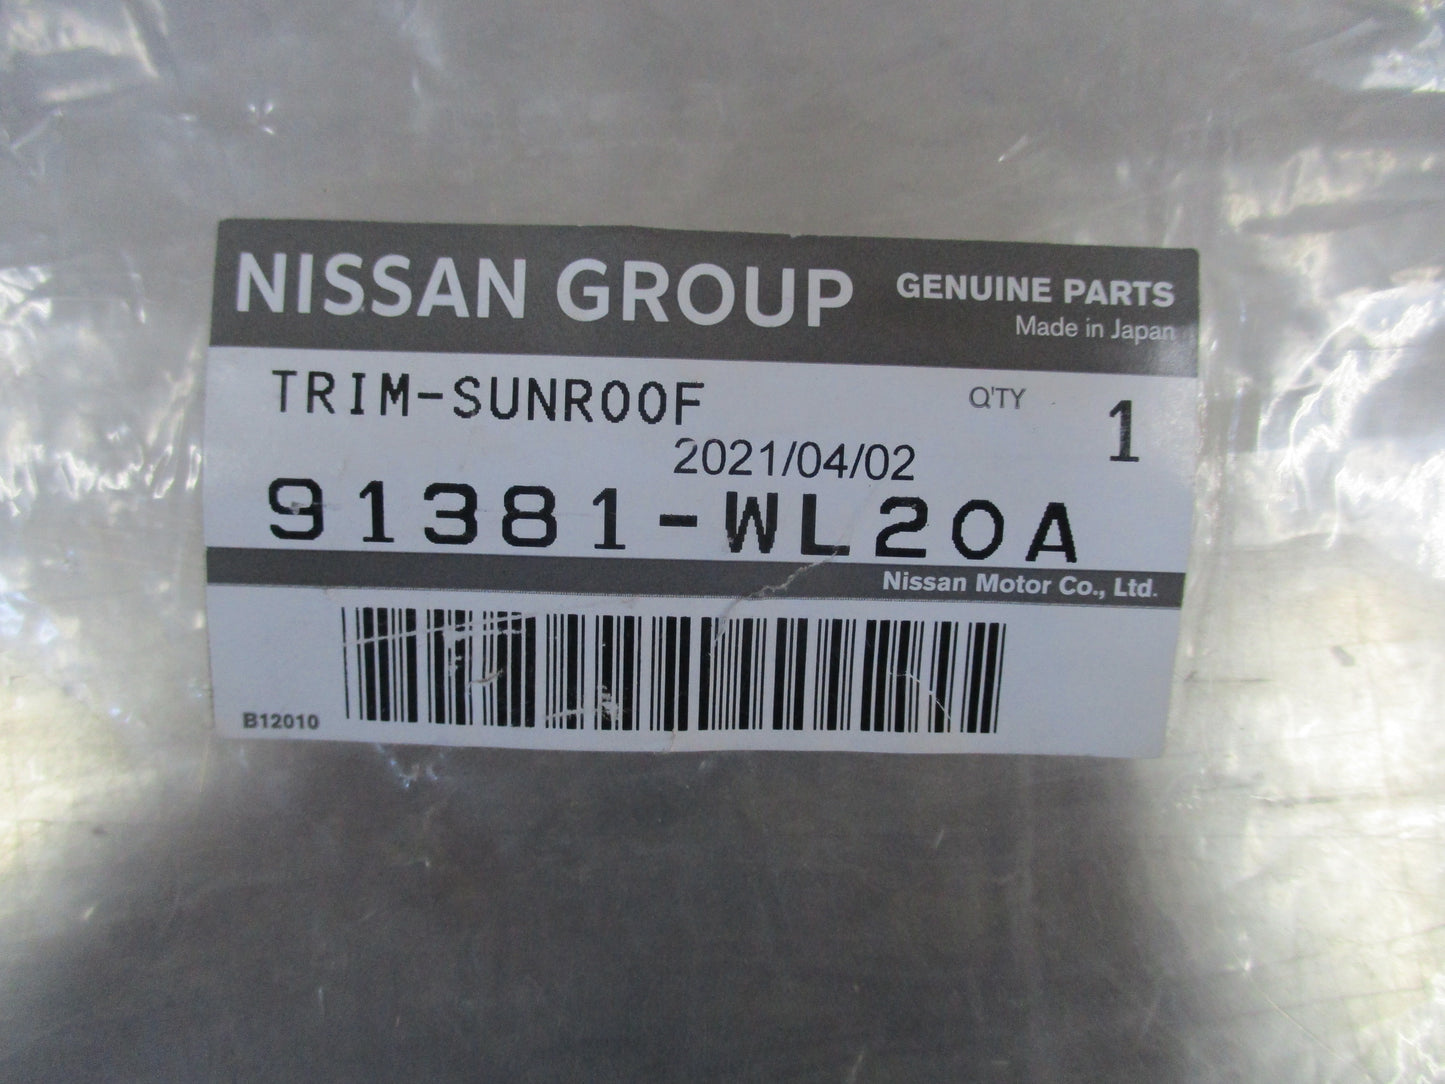 NISSAN GROUP GENUINE PARTS
Made in Japan
TRIM-SUNROOF Q'TY 1
2021/04/02
91381-WL20A
Nissan Motor Co., Ltd.
B12010